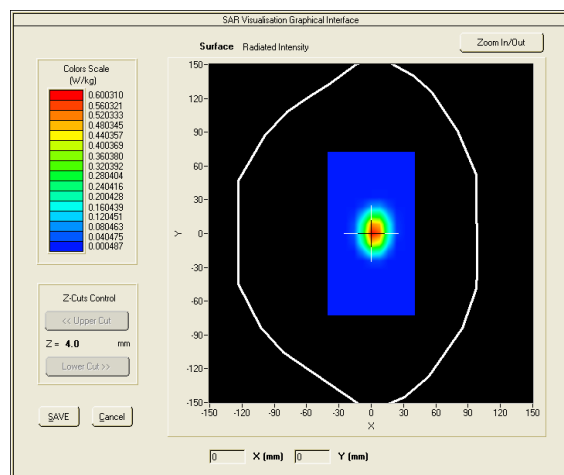 SAR Visualisation Graphical Interface
Surface Radiated Intensity
Zoom In/Out
Colors Scale
(W/kg)
0.600310
0.560321
0.520333
0.480345
0.440357
0.400369
0.360380
0.320392
0.280404
0.240416
0.200428
0.160439
0.120451
0.080463
0.040475
0.000487
Z-Cuts Control
<< Upper Cut
Z = 4.0 mm
Lower Cut >>
SAVE Cancel
150
120
90
60
30
0
-30
-60
-90
-120
-150
Y
-150 -120 -90 -60 -30 0 30 60 90 120 150
X
0 X (mm) 0 Y (mm)